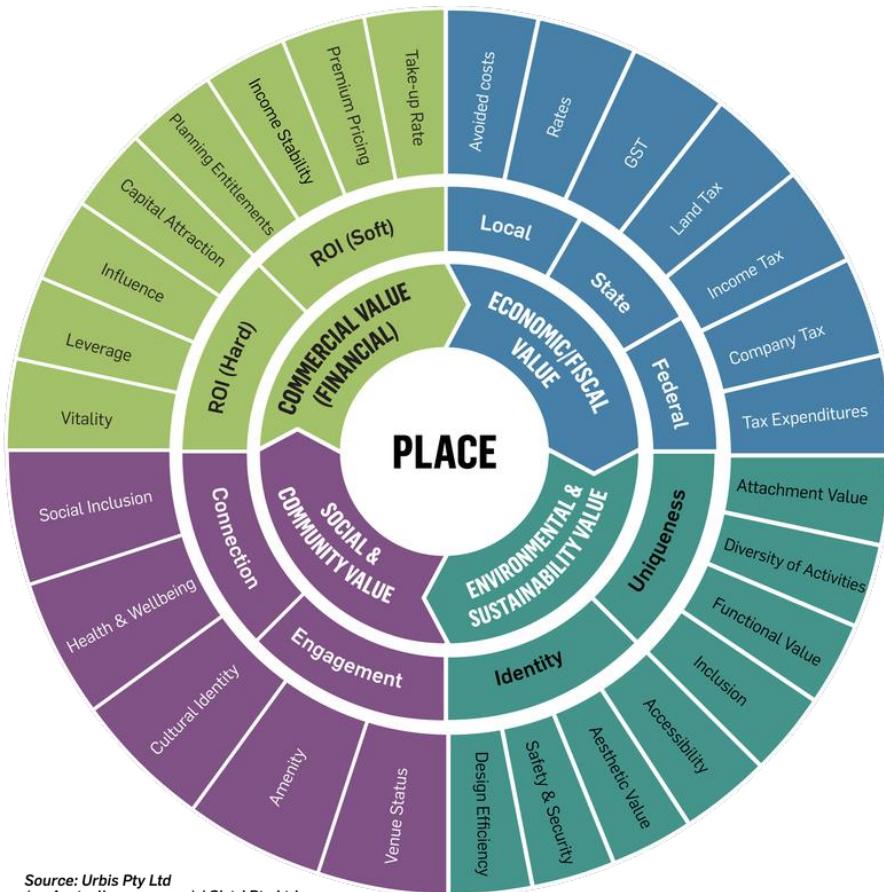 PLACE
COMMERCIAL VALUE
(FINANCIAL)
ECONOMIC/FISCAL
VALUE
ENVIRONMENTAL &
SUSTAINABILITY VALUE
SOCIAL &
COMMUNITY VALUE
ROI (Hard)
ROI (Soft)
Local
State
Federal
Uniqueness
Identity
Engagement
Connection
Vitality
Leverage
Influence
Capital Attraction
Planning Entitlements
Income Stability
Premium Pricing
Take-up Rate
Avoided costs
Rates
GST
Land Tax
Income Tax
Company Tax
Tax Expenditures
Attachment Value
Diversity of Activities
Functional Value
Inclusion
Accessibility
Aesthetic Value
Safety & Security
Design Efficiency
Venue Status
Amenity
Cultural Identity
Health & Wellbeing
Social Inclusion
Source: Urbis Pty Ltd